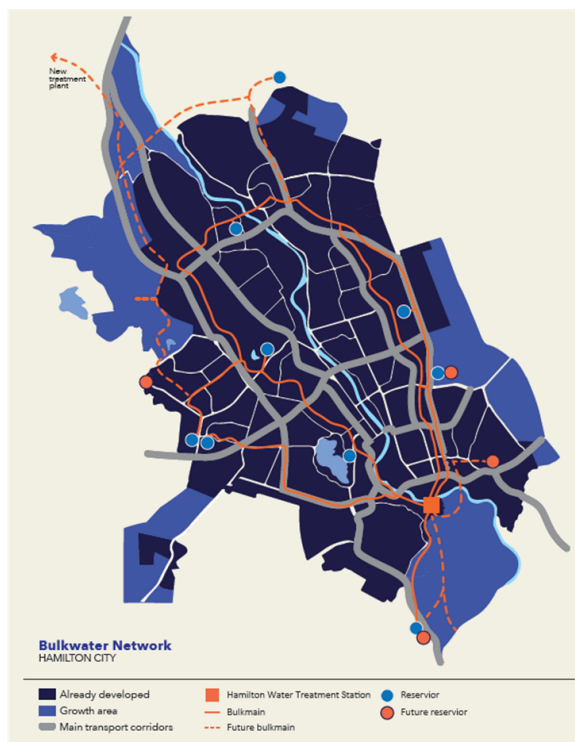 New
treatment
plant
Bulkwater Network
HAMILTON CITY
Already developed
Growth area
Main transport corridors
Hamilton Water Treatment Station
Bulkmain
Future bulkmain
Reservior
Future reservior